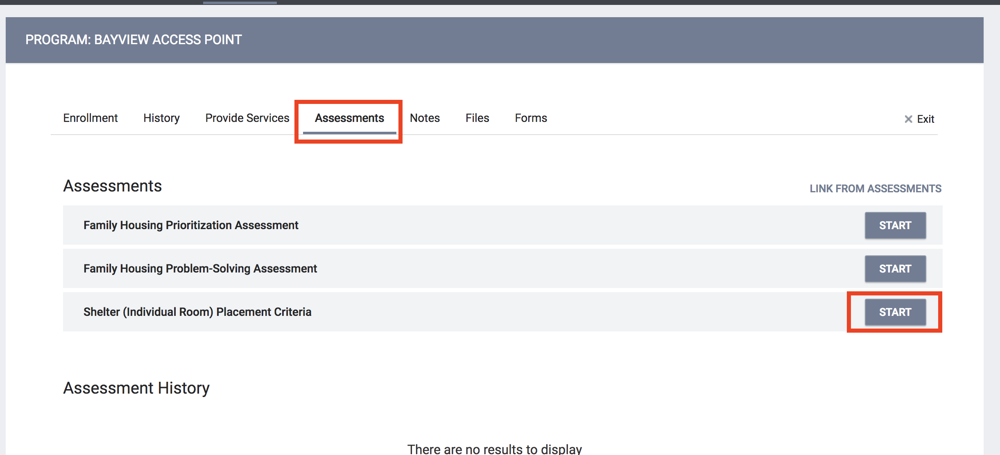 PROGRAM: BAYVIEW ACCESS POINT
Enrollment History Provide Services Assessments Notes Files Forms Exit
Assessments LINK FROM ASSESSMENTS
Family Housing Prioritization Assessment START
Family Housing Problem-Solving Assessment START
Shelter (Individual Room) Placement Criteria START
Assessment History
There are no results to display